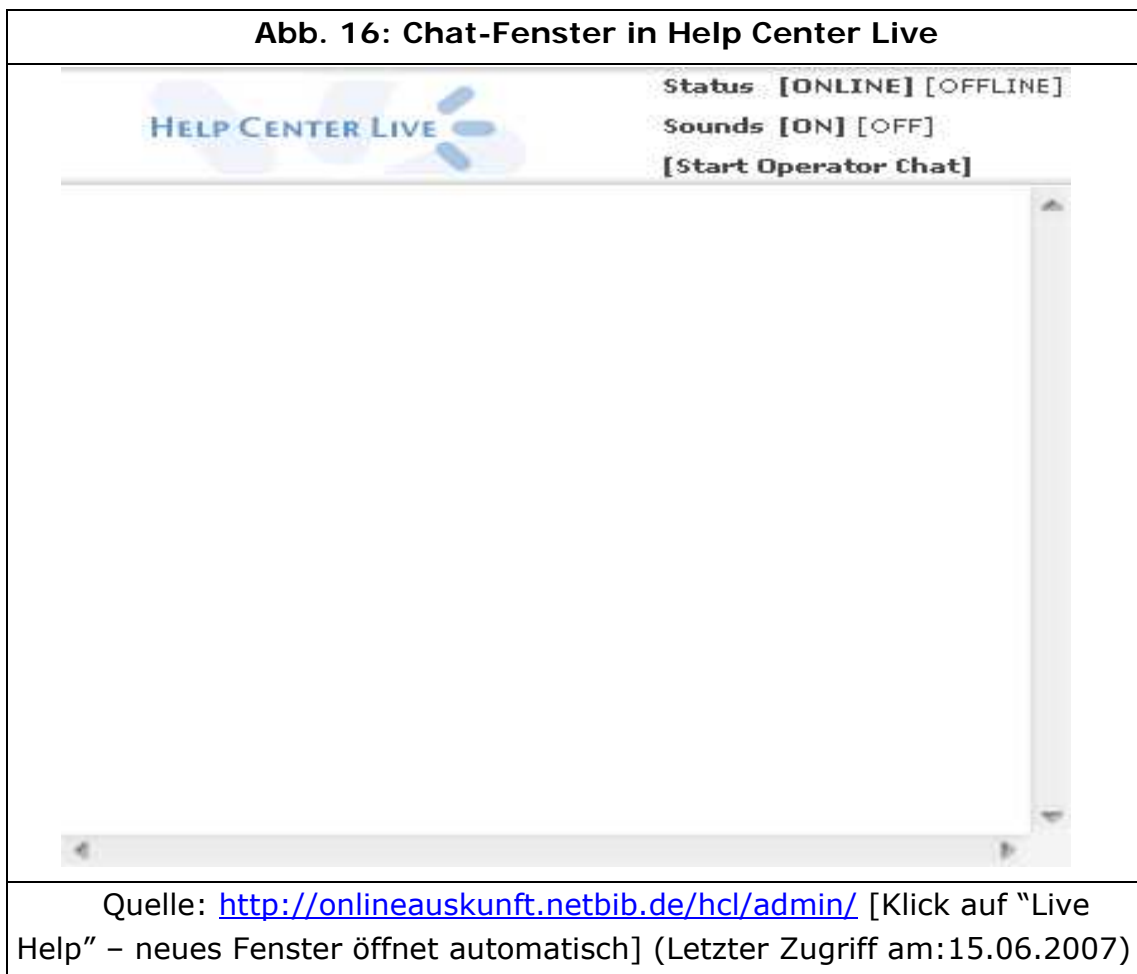 Abb. 16: Chat-Fenster in Help Center Live
HELP CENTER LIVE
Status [ONLINE] [OFFLINE]
Sounds [ON] [OFF]
[Start Operator Chat]
Quelle: http://onlineauskunft.netbib.de/hcl/admin/ [Klick auf “Live
Help” – neues Fenster öffnet automatisch] (Letzter Zugriff am:15.06.2007)